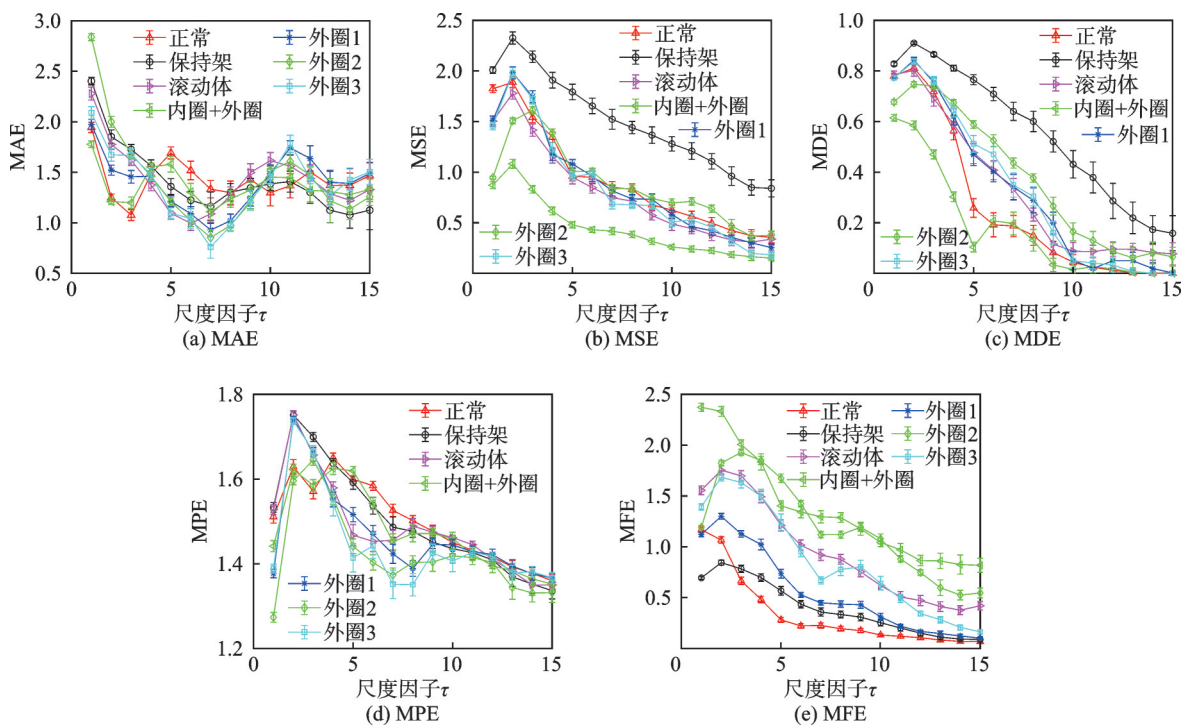 3.0
2.5
2.0
1.5
1.0
0.5
MAE
正常
保持架
滚动体
内圈+外圈
外圈1
外圈2
外圈3
0
5
10
15
尺度因子τ
(a) MAE
2.5
2.0
1.5
1.0
0.5
MSE
正常
保持架
滚动体
内圈+外圈
外圈1
外圈2
外圈3
0
5
10
15
尺度因子τ
(b) MSE
1.0
0.8
0.6
0.4
0.2
MDE
正常
保持架
滚动体
内圈+外圈
外圈1
外圈2
外圈3
0
5
10
15
尺度因子τ
(c) MDE
1.8
1.6
1.4
1.2
MPE
正常
保持架
滚动体
内圈+外圈
外圈1
外圈2
外圈3
0
5
10
15
尺度因子τ
(d) MPE
2.5
2.0
1.5
1.0
0.5
MFE
正常
保持架
滚动体
内圈+外圈
外圈1
外圈2
外圈3
0
5
10
15
尺度因子τ
(e) MFE